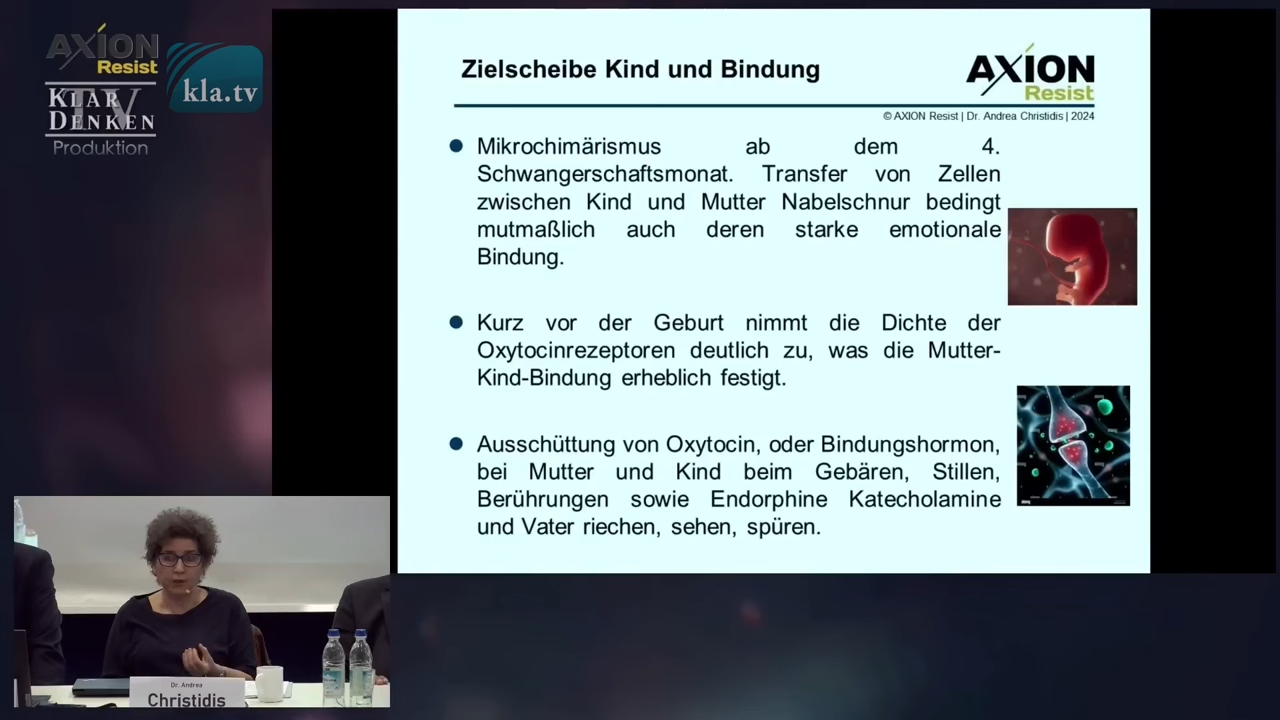 AXION
Resist
kla.tv
KLAR
TV
DENKEN
Produktion
Zielscheibe Kind und Bindung
AXION
Resist
© AXION Resist | Dr. Andrea Christidis | 2024
Mikrochimärismus ab dem 4.
Schwangerschaftsmonat. Transfer von Zellen
zwischen Kind und Mutter Nabelschnur bedingt
mutmaßlich auch deren starke emotionale
Bindung.
Kurz vor der Geburt nimmt die Dichte der
Oxytocinrezeptoren deutlich zu, was die Mutter-
Kind-Bindung erheblich festigt.
Ausschüttung von Oxytocin, oder Bindungshormon,
bei Mutter und Kind beim Gebären, Stillen,
Berührungen sowie Endorphine Katecholamine
und Vater riechen, sehen, spüren.
Dr. Andrea
Christidis